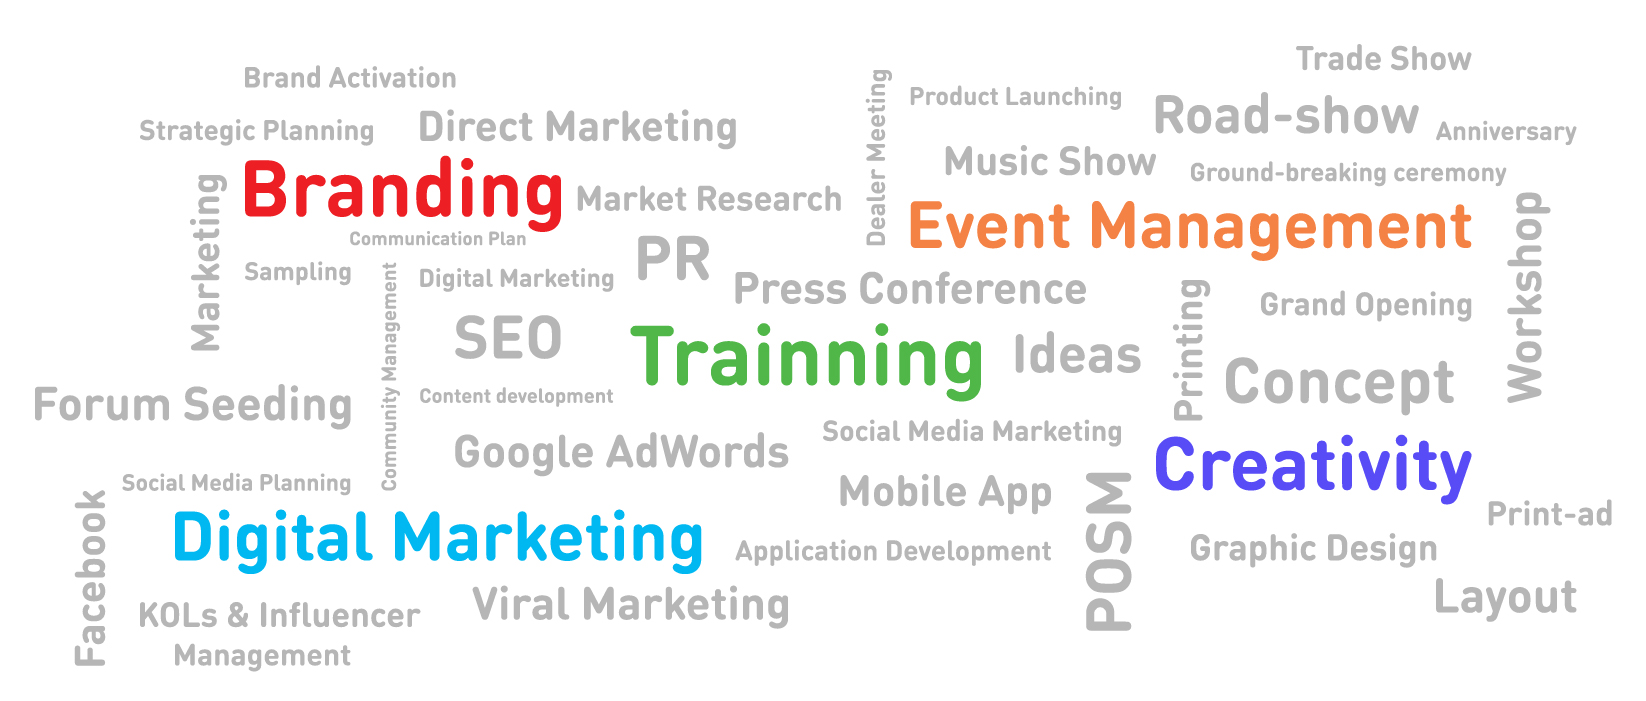 Trade Show
Brand Activation
Product Launching
Road-show
Strategic Planning
Direct Marketing
Anniversary
Dealer Meeting
Music Show
Ground-breaking ceremony
Branding
Market Research
Marketing
Event Management
Workshop
Communication Plan
PR
Sampling
Digital Marketing
Press Conference
Printing
Grand Opening
Community Management
SEO
Trainning
Ideas
Concept
Forum Seeding
Content development
Social Media Marketing
Google AdWords
Creativity
Social Media Planning
Mobile App
POSM
Print-ad
Facebook
Digital Marketing
Application Development
Graphic Design
Layout
KOLs & Influencer
Management
Viral Marketing